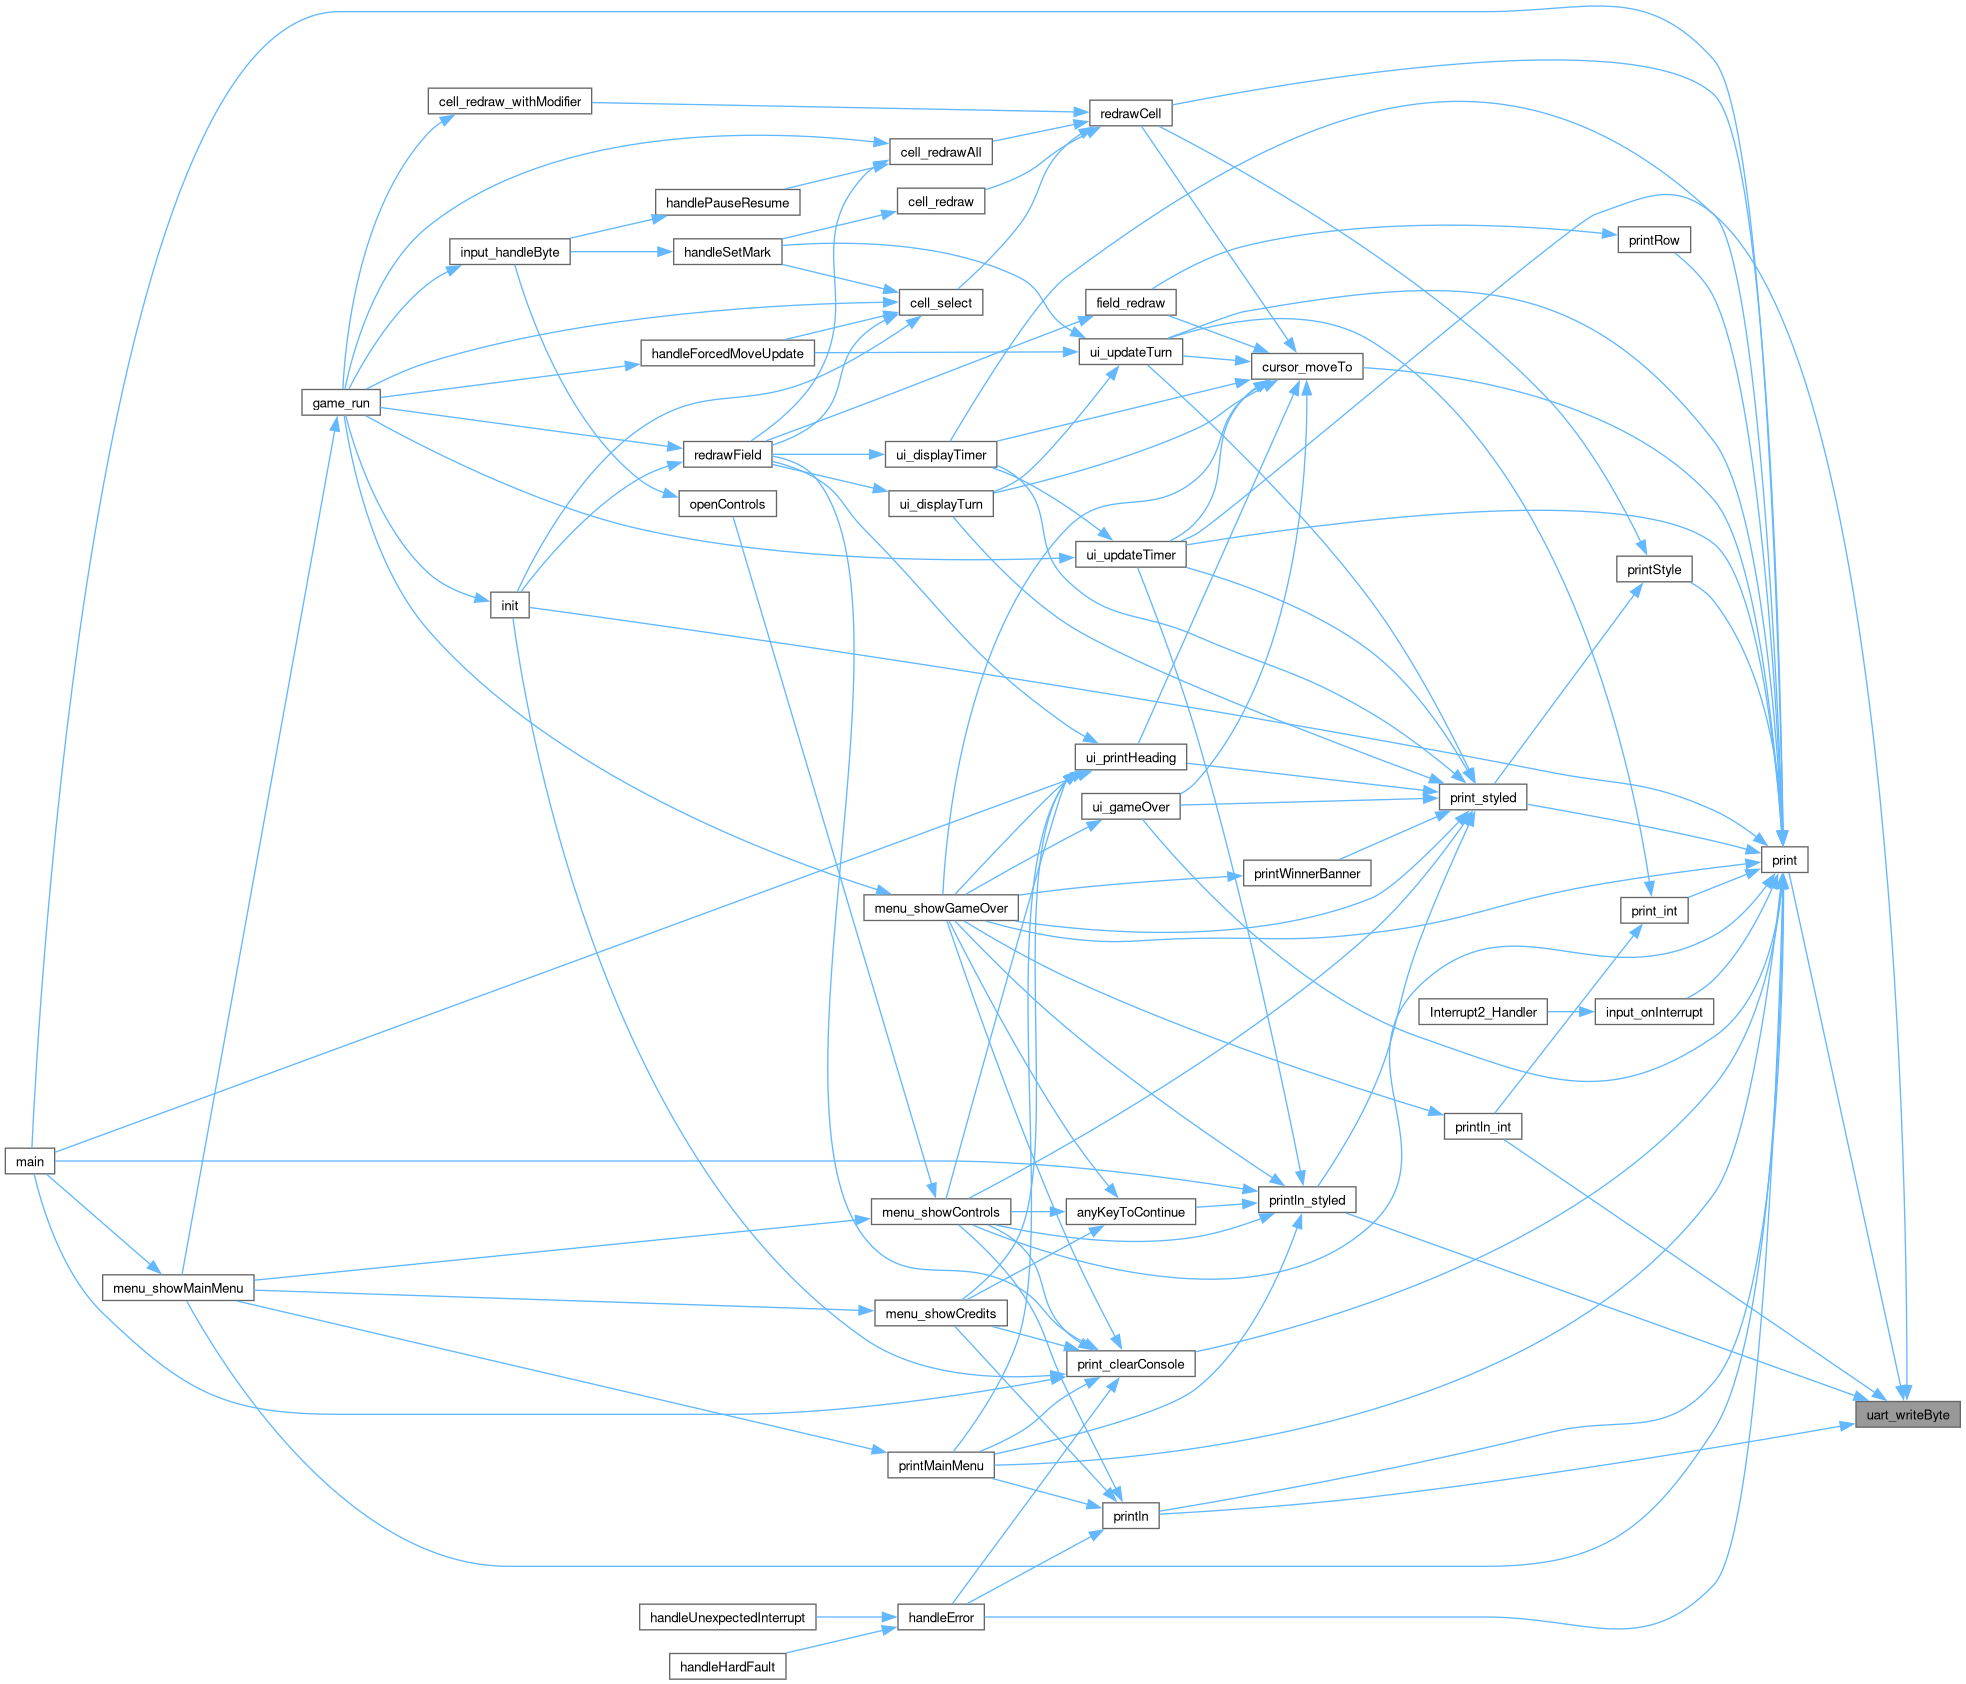 cell_redraw_withModifier
redrawCell
cell_redrawAll
handlePauseResume
cell_redraw
printRow
input_handleByte
handleSetMark
cell_select
field_redraw
handleForcedMoveUpdate
ui_updateTurn
cursor_moveTo
game_run
redrawField
ui_displayTimer
openControls
ui_displayTurn
ui_updateTimer
printStyle
init
ui_printHeading
ui_gameOver
print_styled
print
printWinnerBanner
menu_showGameOver
print_int
Interrupt2_Handler
input_onInterrupt
println_int
main
println_styled
menu_showControls
anyKeyToContinue
menu_showMainMenu
menu_showCredits
print_clearConsole
uart_writeByte
printMainMenu
println
handleUnexpectedInterrupt
handleError
handleHardFault